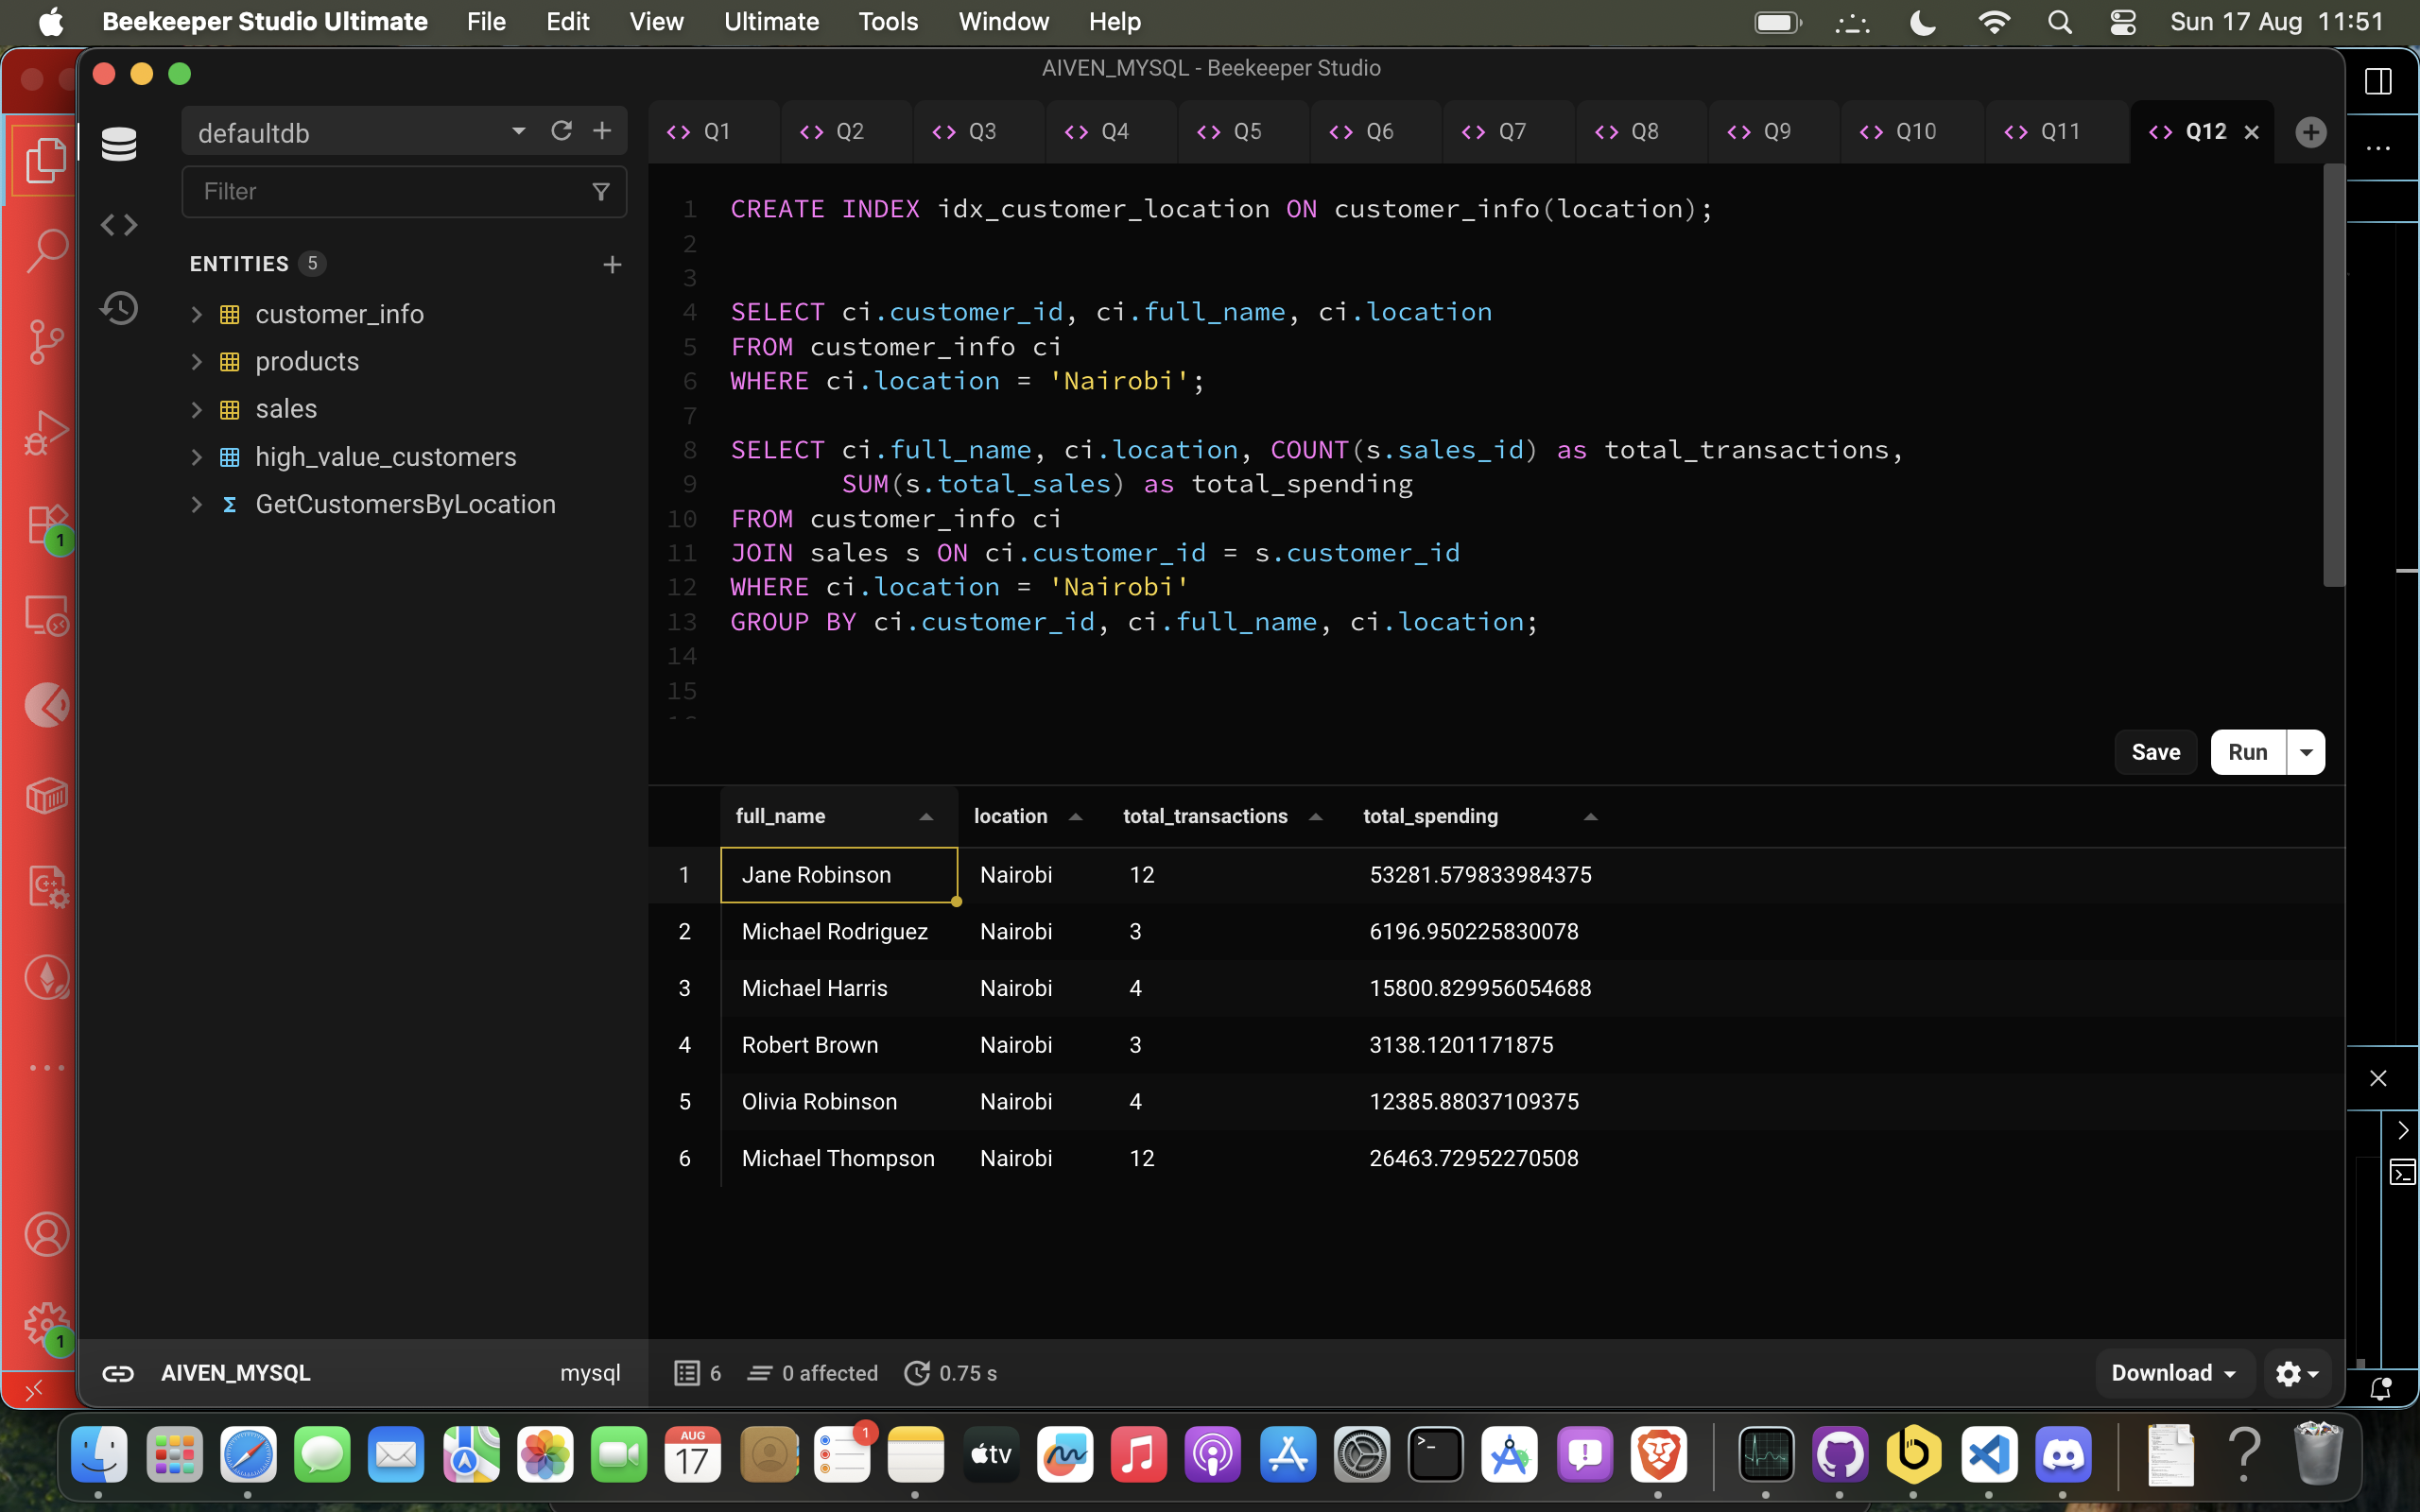 Beekeeper Studio Ultimate File Edit View Ultimate Tools Window Help Sun 17 Aug 11:51
AIVEN_MYSQL - Beekeeper Studio
defaultdb
Q1 Q2 Q3 Q4 Q5 Q6 Q7 Q8 Q9 Q10 Q11 Q12
Filter
ENTITIES 5
customer_info
products
sales
high_value_customers
GetCustomersByLocation
1 CREATE INDEX idx_customer_location ON customer_info(location);
2
3
4 SELECT ci.customer_id, ci.full_name, ci.location
5 FROM customer_info ci
6 WHERE ci.location = 'Nairobi';
7
8 SELECT ci.full_name, ci.location, COUNT(s.sales_id) as total_transactions,
9 SUM(s.total_sales) as total_spending
10 FROM customer_info ci
11 JOIN sales s ON ci.customer_id = s.customer_id
12 WHERE ci.location = 'Nairobi'
13 GROUP BY ci.customer_id, ci.full_name, ci.location;
14
15
Save Run
full_name location total_transactions total_spending
1 Jane Robinson Nairobi 12 53281.579833984375
2 Michael Rodriguez Nairobi 3 6196.950225830078
3 Michael Harris Nairobi 4 15800.829956054688
4 Robert Brown Nairobi 3 3138.1201171875
5 Olivia Robinson Nairobi 4 12385.88037109375
6 Michael Thompson Nairobi 12 26463.72952270508
1
1
AIVEN_MYSQL mysql 6 0 affected 0.75 s Download
AUG
17
1
tv